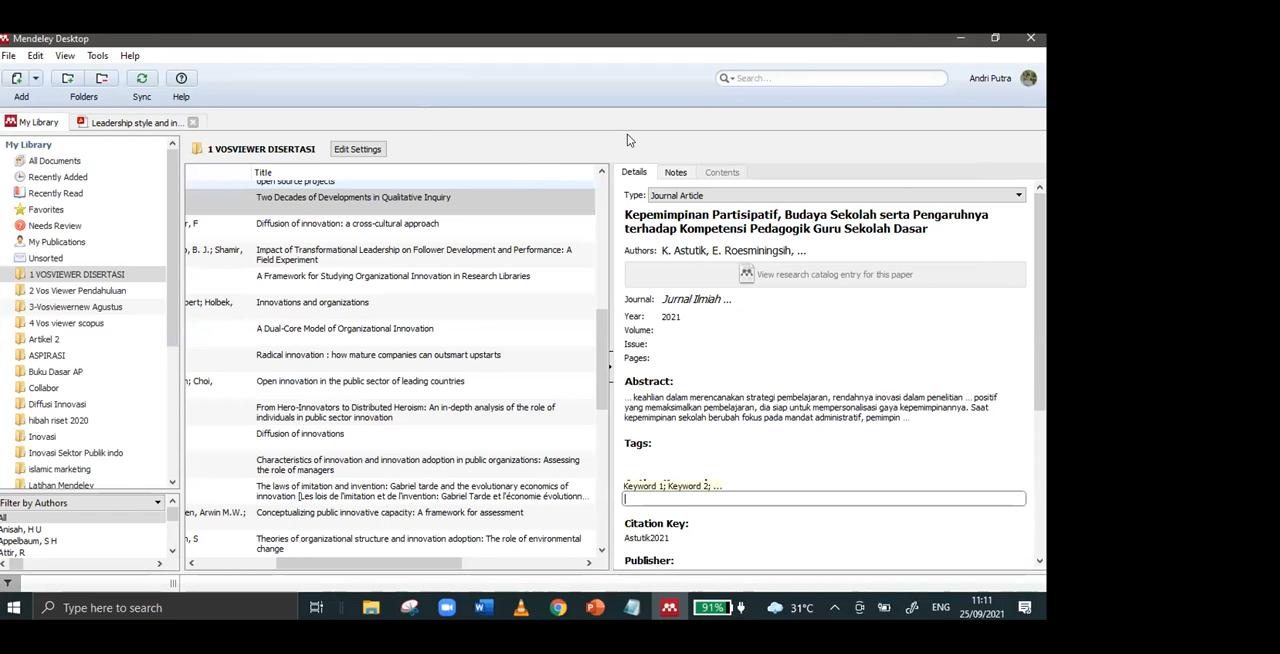 Mendeley Desktop
File Edit View Tools Help
Search...
Andri Putra
Add Folders Sync Help
My Library
Leadership style and in...
My Library
All Documents
Recently Added
Recently Read
Favorites
Needs Review
My Publications
Unsorted
1 VOSVIEWER DISERTASI
2 Vos Viewer Pendahuluan
3-Vosviewernew Agustus
4 Vos viewer scopus
Artikel 2
ASPIRASI
Buku Dasar AP
Collabor
Diffusi Innovasi
hibah riset 2020
Inovasi
Inovasi Sektor Publik indo
islamic marketing
Latihan Mendeley
Filter by Authors
All
Anisah, H U
Appelbaum, S H
Attir, R
1 VOSVIEWER DISERTASI
Edit Settings
Title
open source projects
Two Decades of Developments in Qualitative Inquiry
r, F Diffusion of innovation: a cross-cultural approach
o, B. J.; Shamir, Impact of Transformational Leadership on Follower Development and Performance: A
Field Experiment
A Framework for Studying Organizational Innovation in Research Libraries
pert; Holbek, Innovations and organizations
A Dual-Core Model of Organizational Innovation
Radical innovation : how mature companies can outsmart upstarts
n; Choi, Open innovation in the public sector of leading countries
From Hero-Innovators to Distributed Heroism: An in-depth analysis of the role of
individuals in public sector innovation
Diffusion of innovations
Characteristics of innovation and innovation adoption in public organizations: Assessing
the role of managers
The laws of imitation and invention: Gabriel tarde and the evolutionary economics of
innovation [Les lois de l'imitation et de l'invention: Gabriel Tarde et l'économie évolutionn...
en, Arwin M.W.; Conceptualizing public innovative capacity: A framework for assessment
n, S Theories of organizational structure and innovation adoption: The role of environmental
change
Details Notes Contents
Type: Journal Article
Kepemimpinan Partisipatif, Budaya Sekolah serta Pengaruhnya
terhadap Kompetensi Pedagogik Guru Sekolah Dasar
Authors: K. Astutik, E. Roesminingsih, ...
View research catalog entry for this paper
Journal: Jurnal Ilmiah ...
Year: 2021
Volume:
Issue:
Pages:
Abstract:
... keahlian dalam merencanakan strategi pembelajaran, rendahnya inovasi dalam penelitian ... positif
yang memaksimalkan pembelajaran, dia siap untuk mempersonalisasi gaya kepemimpinannya. Saat
kepemimpinan sekolah berubah fokus pada mandat administratif, pemimpin ...
Tags:
Keyword 1; Keyword 2; ...
Citation Key:
Astutik2021
Publisher:
Type here to search
91%
31°C
ENG
11:11
25/09/2021